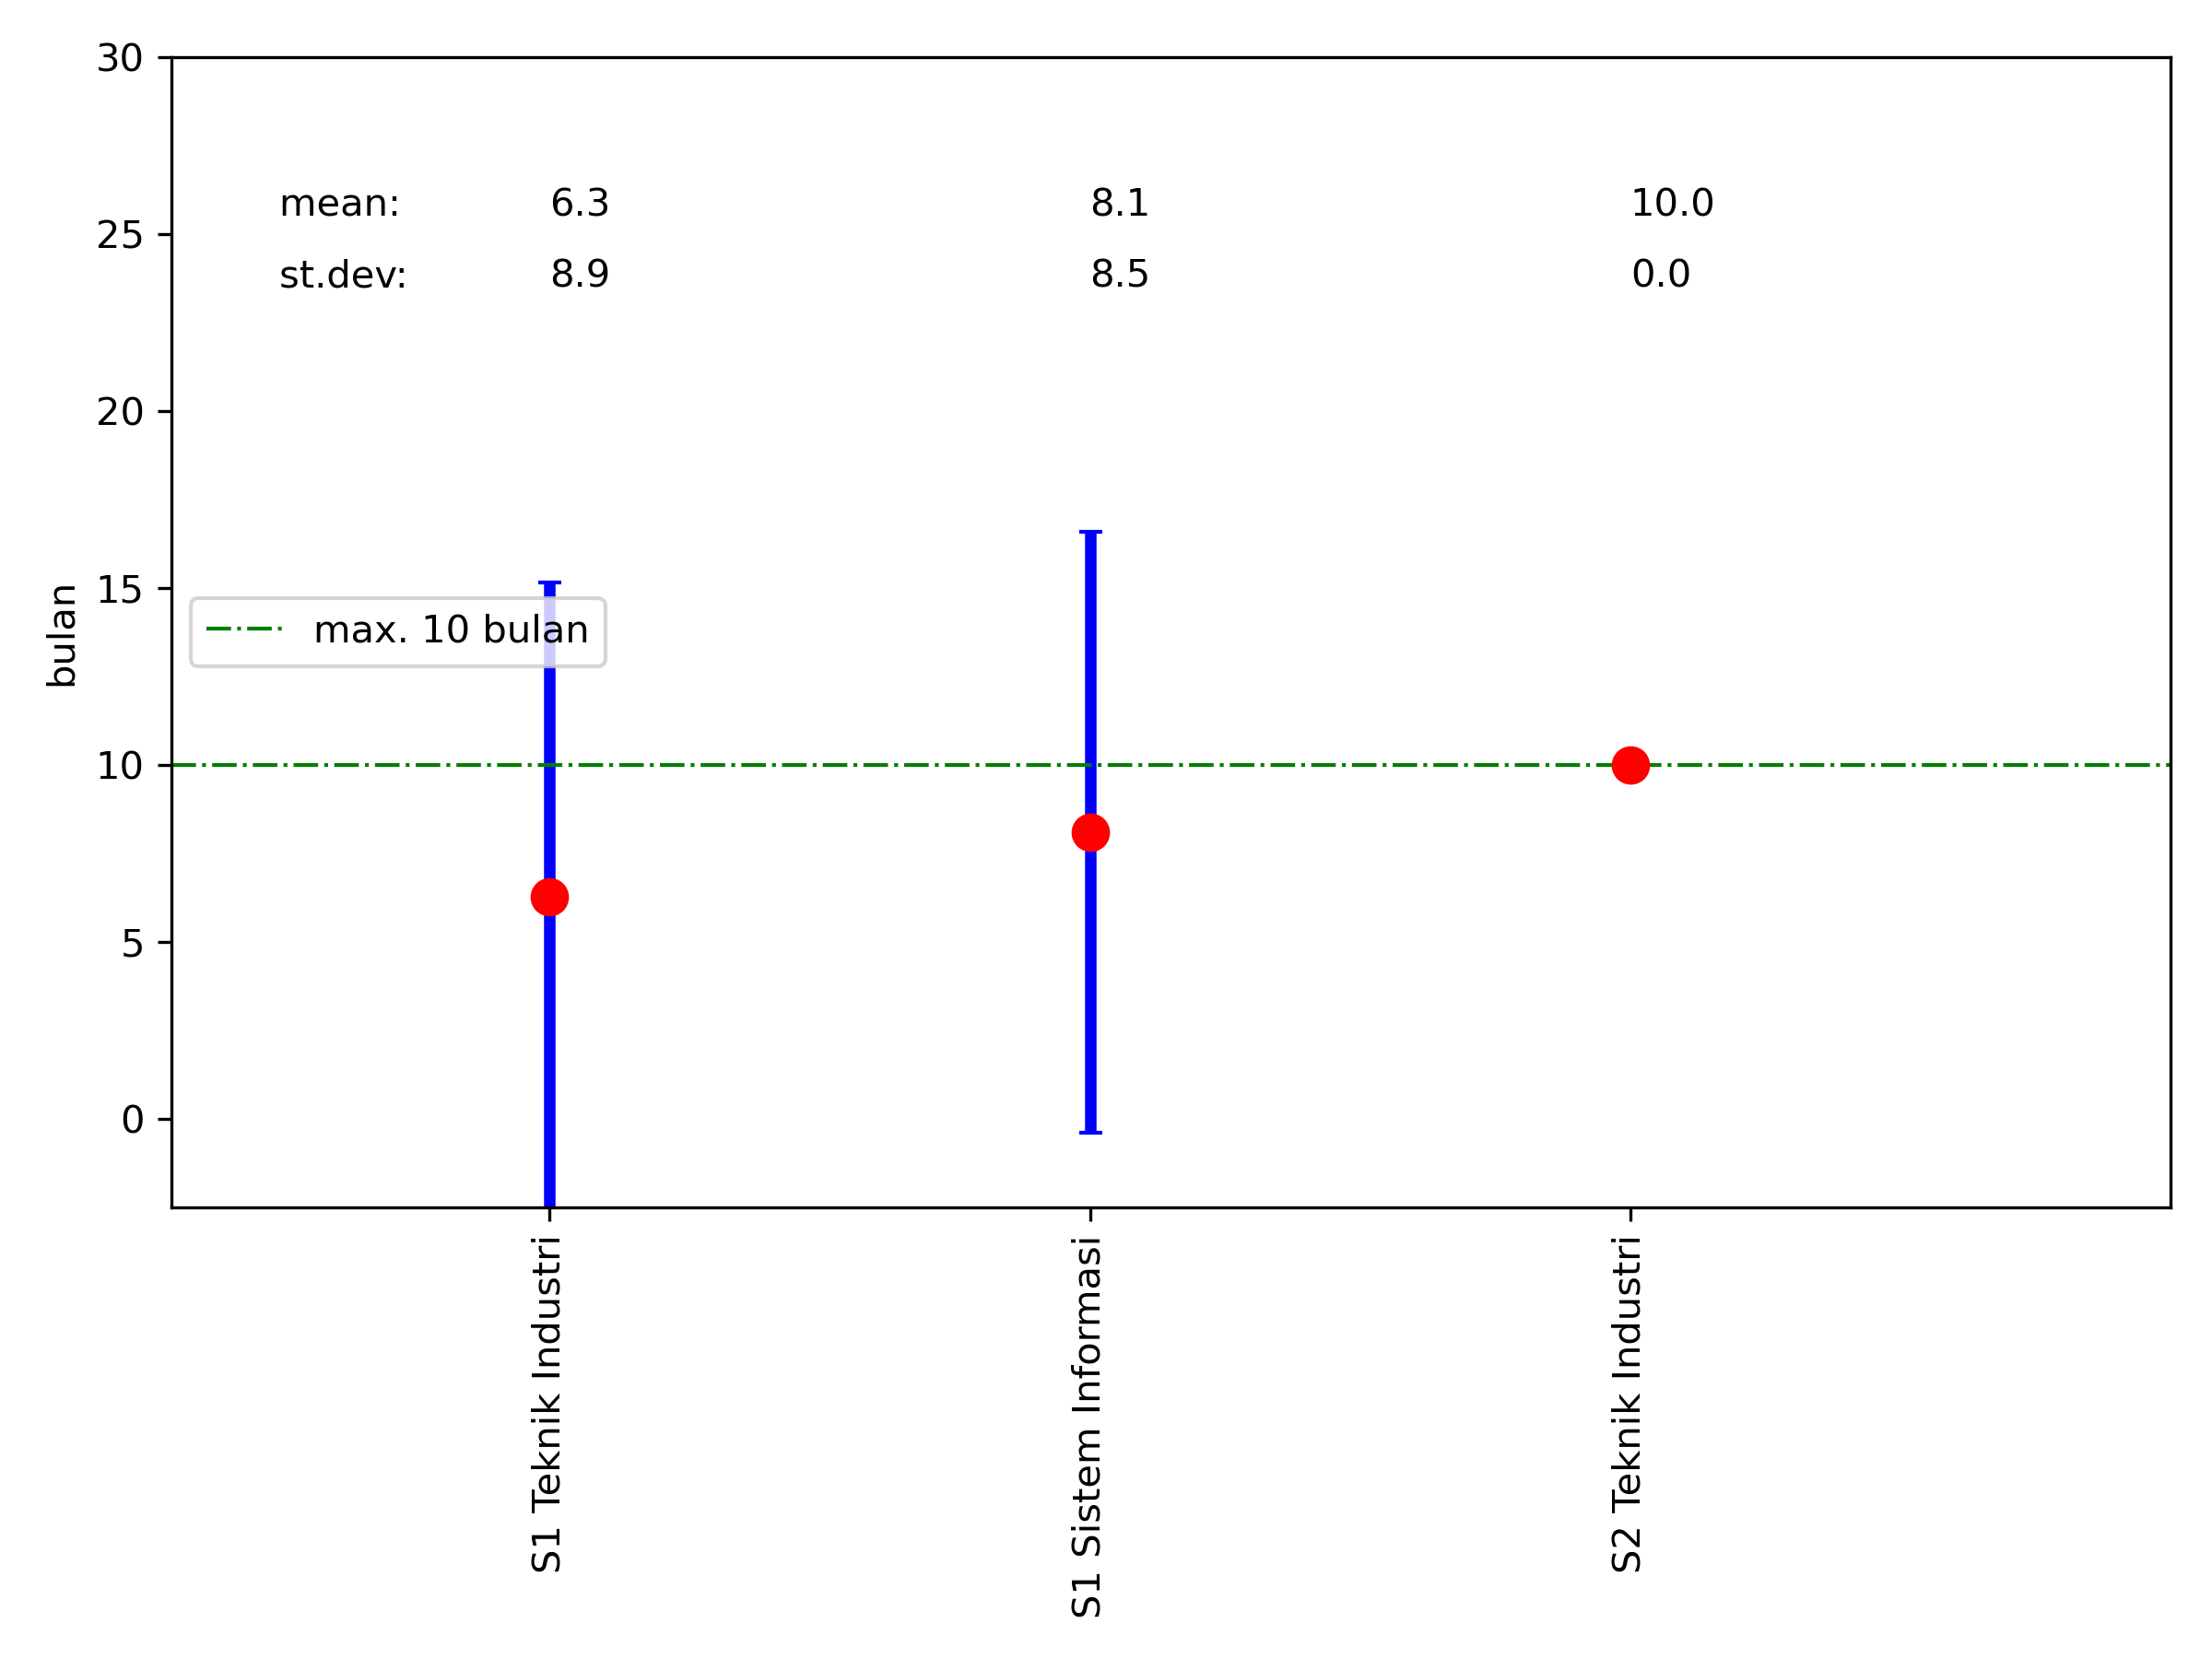 30
mean: 6.3 8.1 10.0
25
st.dev: 8.9 8.5 0.0
20
15
max. 10 bulan
bulan
10
5
0
S1 Teknik Industri
S1 Sistem Informasi
S2 Teknik Industri